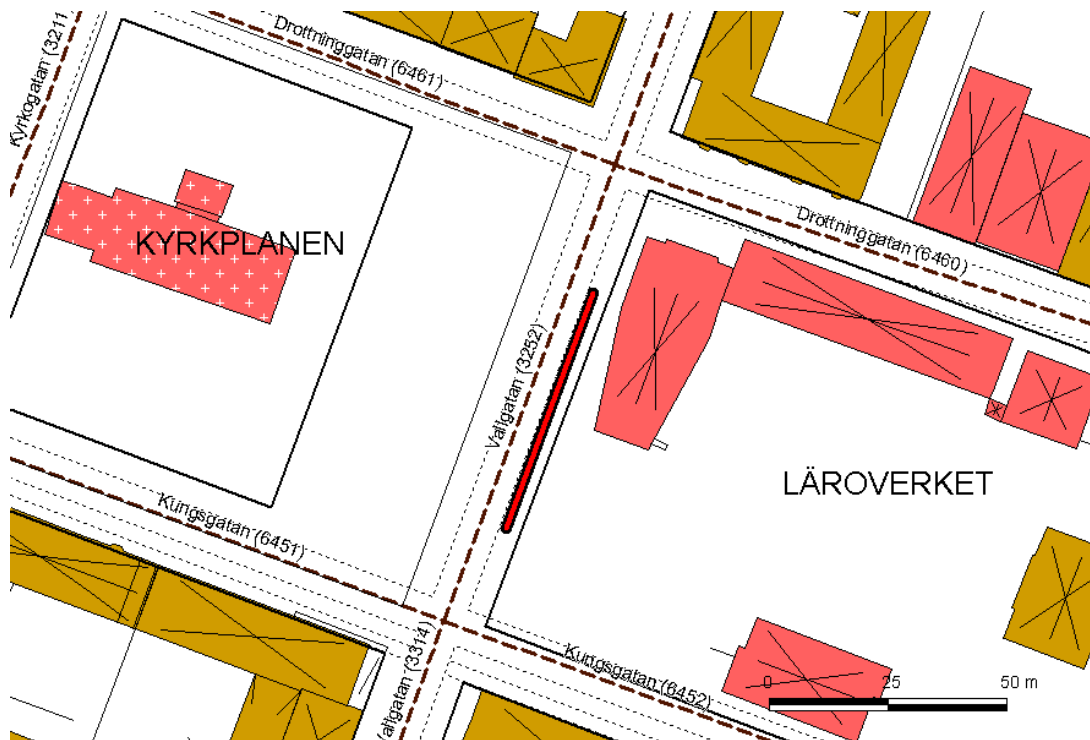 Kyrkogatan (3211)
Drottninggatan (6461)
KYRKPLANEN
Drottninggatan (6460)
Vallgatan (3252)
LÄROVERKET
Kungsgatan (6451)
Vallgatan (3314)
Kungsgatan (6452)
0 25 50 m